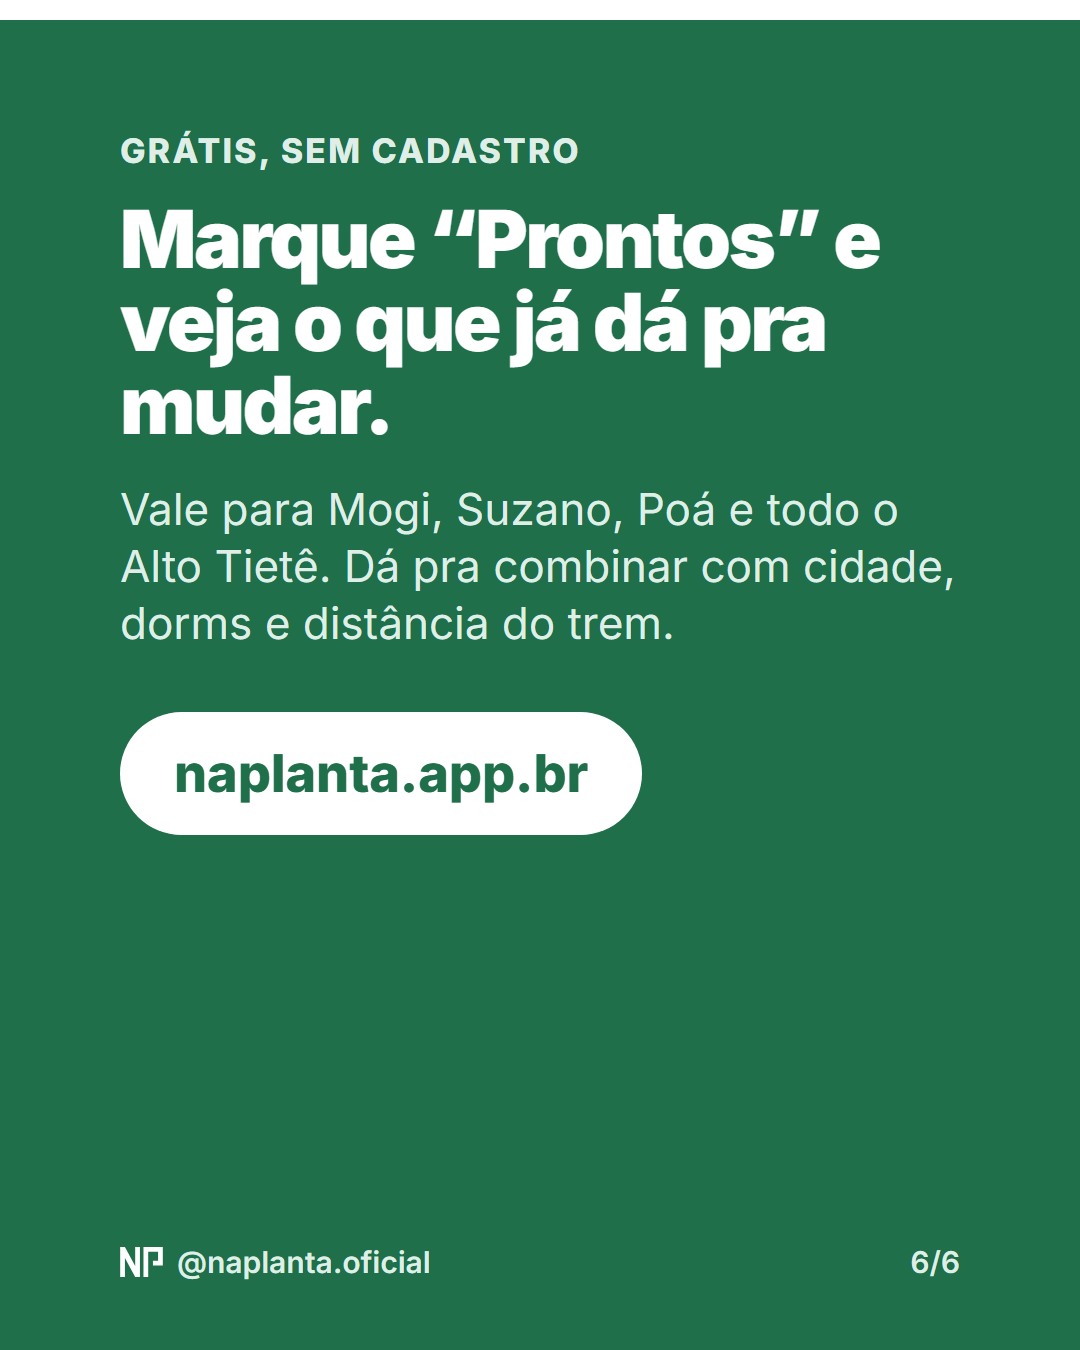 GRÁTIS, SEM CADASTRO
Marque “Prontos” e
veja o que já dá pra
mudar.
Vale para Mogi, Suzano, Poá e todo o
Alto Tietê. Dá pra combinar com cidade,
dorms e distância do trem.
naplanta.app.br
NP @naplanta.oficial
6/6